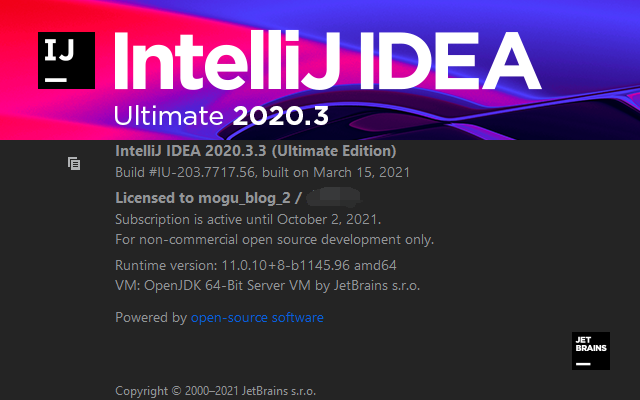 IJ
IntelliJ IDEA
Ultimate 2020.3
IntelliJ IDEA 2020.3.3 (Ultimate Edition)
Build #IU-203.7717.56, built on March 15, 2021
Licensed to mogu_blog_2 /
Subscription is active until October 2, 2021.
For non-commercial open source development only.
Runtime version: 11.0.10+8-b1145.96 amd64
VM: OpenJDK 64-Bit Server VM by JetBrains s.r.o.
Powered by open-source software
JET
BRAINS
Copyright © 2000–2021 JetBrains s.r.o.